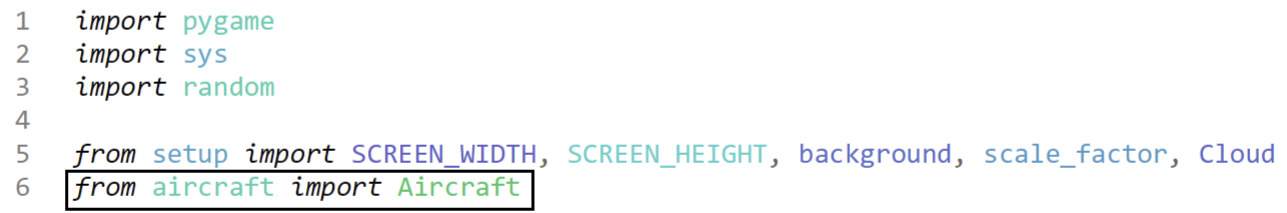 1 import pygame
2 import sys
3 import random
4
5 from setup import SCREEN_WIDTH, SCREEN_HEIGHT, background, scale_factor, Cloud
6 from aircraft import Aircraft